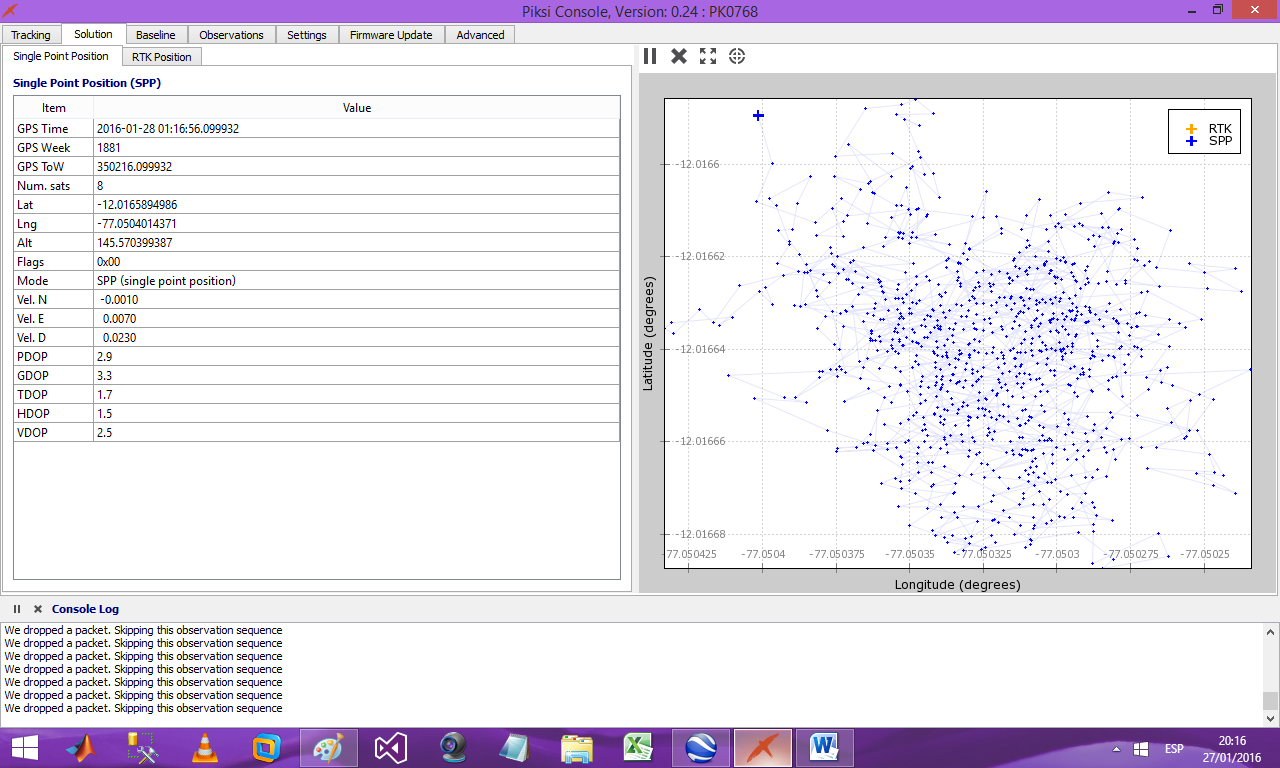 Piksi Console, Version: 0.24 : PK0768
Tracking Solution Baseline Observations Settings Firmware Update Advanced
Single Point Position RTK Position
Single Point Position (SPP)
Item Value
GPS Time 2016-01-28 01:16:56.099932
GPS Week 1881
GPS ToW 350216.099932
Num. sats 8
Lat -12.0165894986
Lng -77.0504014371
Alt 145.570399387
Flags 0x00
Mode SPP (single point position)
Vel. N -0.0010
Vel. E 0.0070
Vel. D 0.0230
PDOP 2.9
GDOP 3.3
TDOP 1.7
HDOP 1.5
VDOP 2.5
RTK
SPP
-12.0166
-12.01662
-12.01664
-12.01666
-12.01668
Latitude (degrees)
-77.050425 -77.0504 -77.050375 -77.05035 -77.050325 -77.0503 -77.050275 -77.05025
Longitude (degrees)
Console Log
We dropped a packet. Skipping this observation sequence
We dropped a packet. Skipping this observation sequence
We dropped a packet. Skipping this observation sequence
We dropped a packet. Skipping this observation sequence
We dropped a packet. Skipping this observation sequence
We dropped a packet. Skipping this observation sequence
We dropped a packet. Skipping this observation sequence
ESP
20:16
27/01/2016